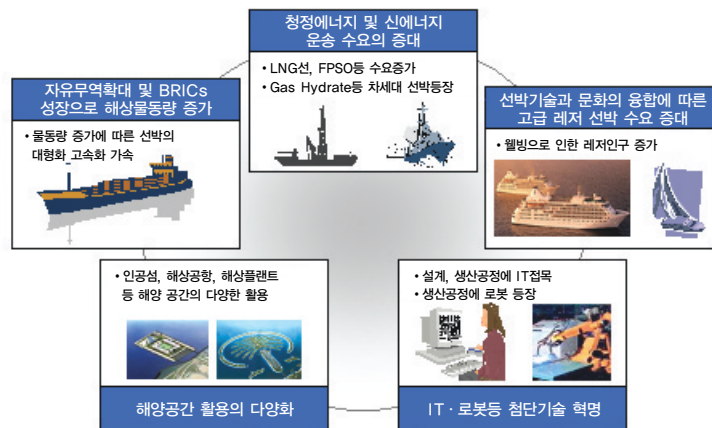 청정에너지 및 신에너지
운송 수요의 증대
• LNG선, FPSO등 수요증가
• Gas Hydrate등 차세대 선박등장
자유무역확대 및 BRICs
성장으로 해상물동량 증가
• 물동량 증가에 따른 선박의
대형화 고속화 가속
선박기술과 문화의 융합에 따른
고급 레저 선박 수요 증대
• 웰빙으로 인한 레저인구 증가
• 인공섬, 해상공항, 해상플랜트
등 해양 공간의 다양한 활용
해양공간 활용의 다양화
• 설계, 생산공정에 IT접목
• 생산공정에 로봇 등장
IT · 로봇등 첨단기술 혁명